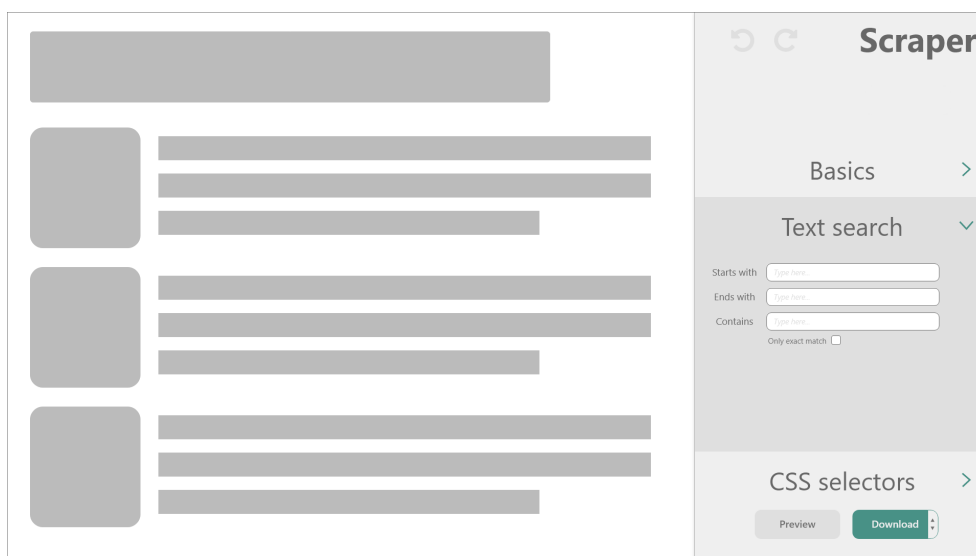 Scraper
Basics
Text search
Starts with Type here..
Ends with Type here..
Contains Type here..
Only exact match
CSS selectors
Preview Download